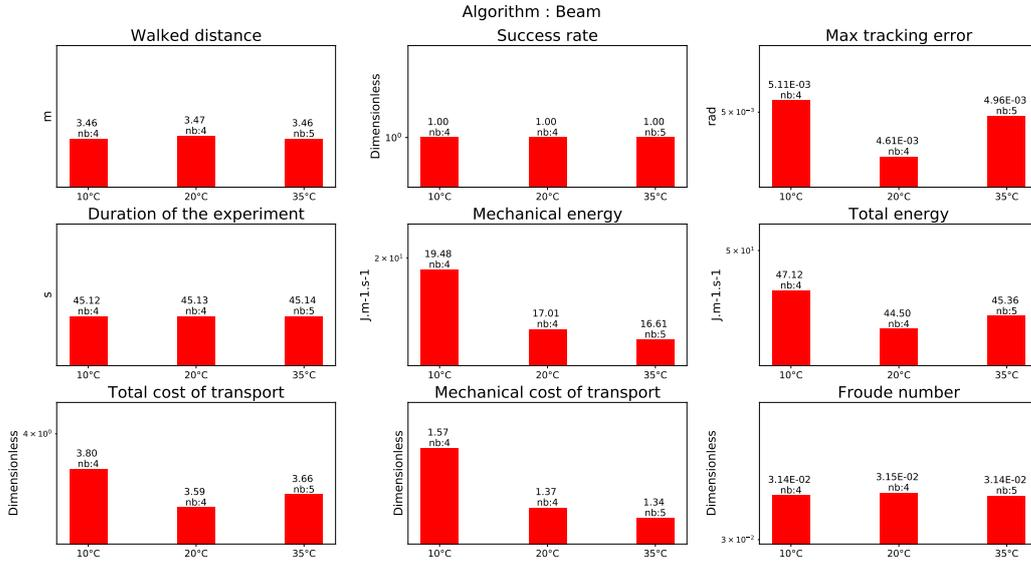 Algorithm : Beam
Walked distance
m
3.46
nb:4
3.47
nb:4
3.46
nb:5
10°C
20°C
35°C
Success rate
Dimensionless
10⁰
1.00
nb:4
1.00
nb:4
1.00
nb:5
10°C
20°C
35°C
Max tracking error
rad
5 × 10⁻³
5.11E-03
nb:4
4.61E-03
nb:4
4.96E-03
nb:5
10°C
20°C
35°C
Duration of the experiment
s
45.12
nb:4
45.13
nb:4
45.14
nb:5
10°C
20°C
35°C
Mechanical energy
J.m-1.s-1
2 × 10¹
19.48
nb:4
17.01
nb:4
16.61
nb:5
10°C
20°C
35°C
Total energy
J.m-1.s-1
5 × 10¹
47.12
nb:4
44.50
nb:4
45.36
nb:5
10°C
20°C
35°C
Total cost of transport
Dimensionless
4 × 10⁰
3.80
nb:4
3.59
nb:4
3.66
nb:5
10°C
20°C
35°C
Mechanical cost of transport
Dimensionless
1.57
nb:4
1.37
nb:4
1.34
nb:5
10°C
20°C
35°C
Froude number
Dimensionless
3 × 10⁻²
3.14E-02
nb:4
3.15E-02
nb:4
3.14E-02
nb:5
10°C
20°C
35°C